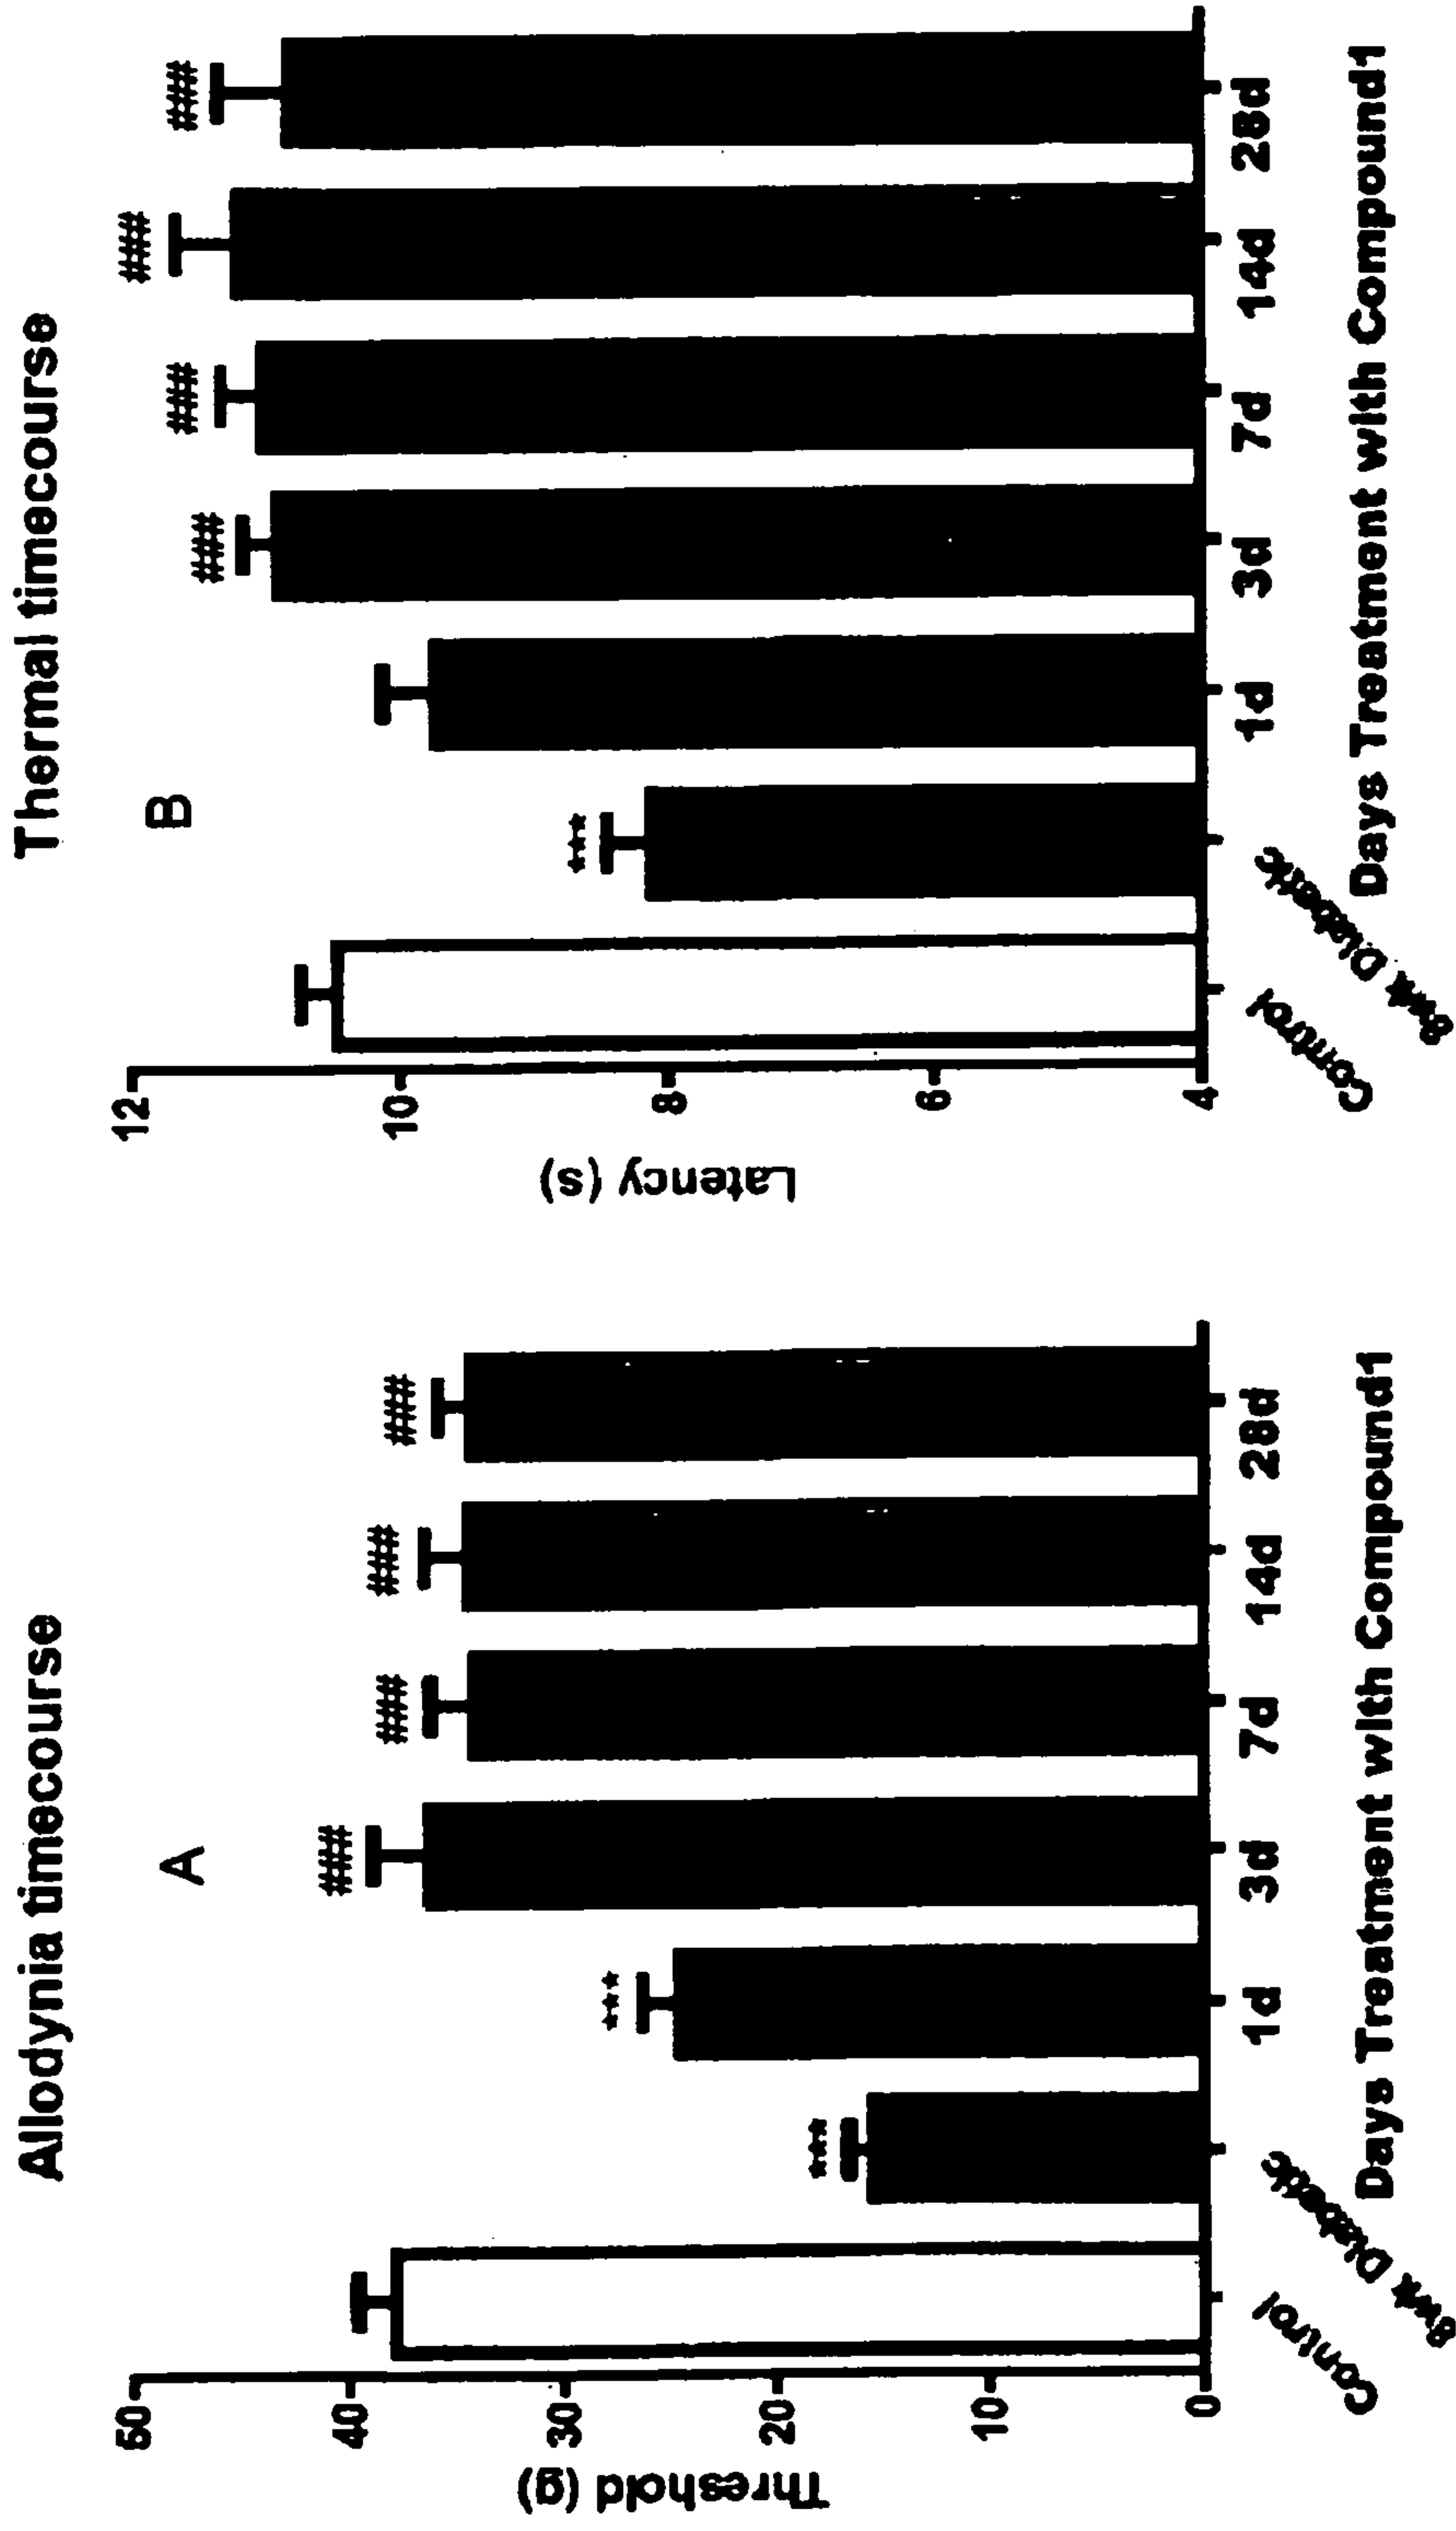 Allodynia timecourse
A
Threshold (g)
50
40
30
20
10
0
***
***
###
###
###
###
Control
8wk Diabetic
1d
3d
7d
14d
28d
Days Treatment with Compound1
Thermal timecourse
B
Latency (s)
12
10
8
6
4
***
###
###
###
###
Control
8wk Diabetic
1d
3d
7d
14d
28d
Days Treatment with Compound1